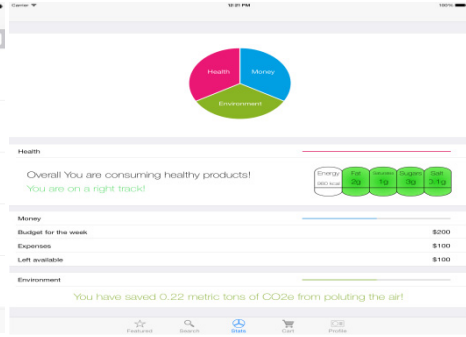 Carrier
12:21 PM
100%
Health
Money
Environment
Health
Overall You are consuming healthy products!
You are on a right track!
Energy
Fat
Saturates
Sugars
Salt
960 kcal
2g
1g
3g
3.1g
Money
Budget for the week
$200
Expenses
$100
Left available
$100
Environment
You have saved 0.22 metric tons of CO2e from poluting the air!
Featured
Search
Stats
Cart
Profile